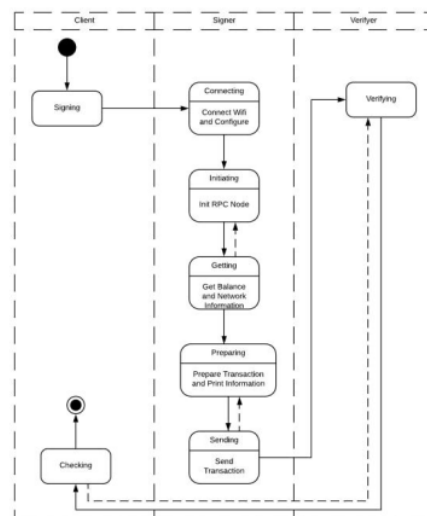 Client
Signer
Verifyer
Signing
Connecting
Connect Wifi
and Configure
Verifying
Initiating
Init RPC Node
Getting
Get Balance
and Network
Information
Preparing
Prepare Transaction
and Print Information
Checking
Sending
Send
Transaction